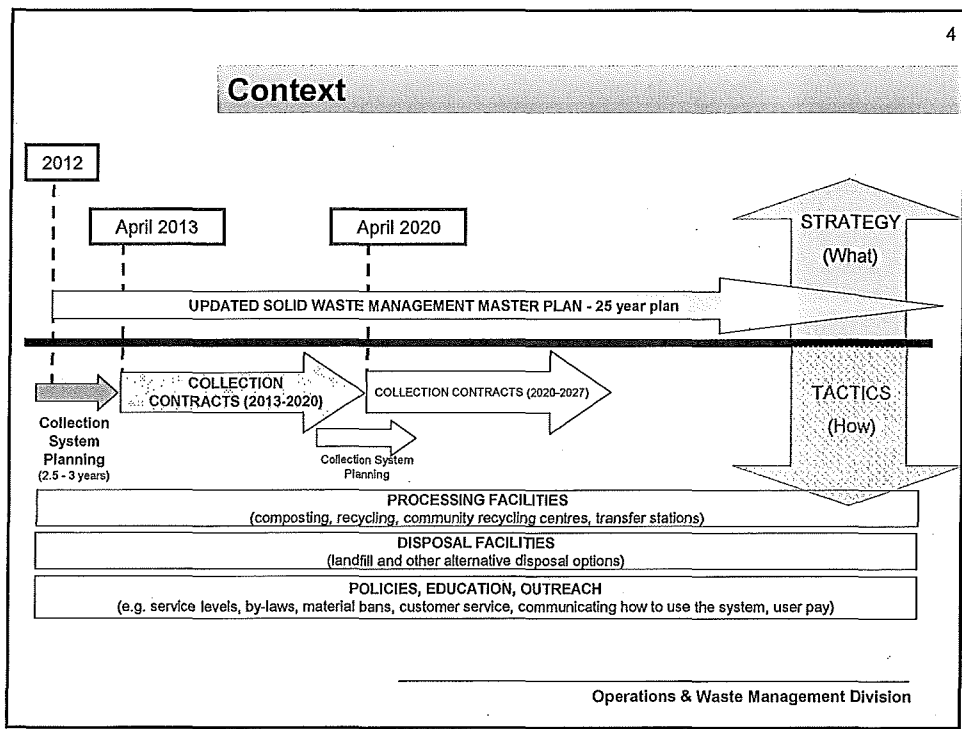 4
Context
2012
April 2013
April 2020
STRATEGY
(What)
UPDATED SOLID WASTE MANAGEMENT MASTER PLAN - 25 year plan
COLLECTION
CONTRACTS (2013-2020)
COLLECTION CONTRACTS (2020-2027)
TACTICS
(How)
Collection
System
Planning
(2.5 - 3 years)
Collection System
Planning
PROCESSING FACILITIES
(composting, recycling, community recycling centres, transfer stations)
DISPOSAL FACILITIES
(landfill and other alternative disposal options)
POLICIES, EDUCATION, OUTREACH
(e.g. service levels, by-laws, material bans, customer service, communicating how to use the system, user pay)
Operations & Waste Management Division